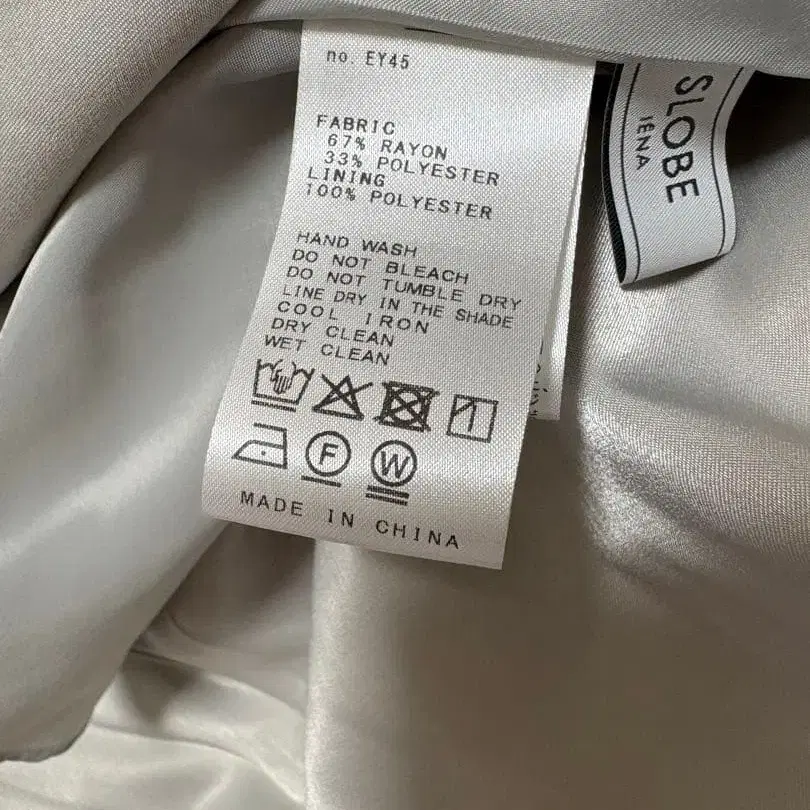 no. EY45
FABRIC
67% RAYON
33% POLYESTER
LINING
100% POLYESTER
HAND WASH
DO NOT BLEACH
DO NOT TUMBLE DRY
LINE DRY IN THE SHADE
COOL IRON
DRY CLEAN
WET CLEAN
F
W
MADE IN CHINA
SLOBE
IÉNA